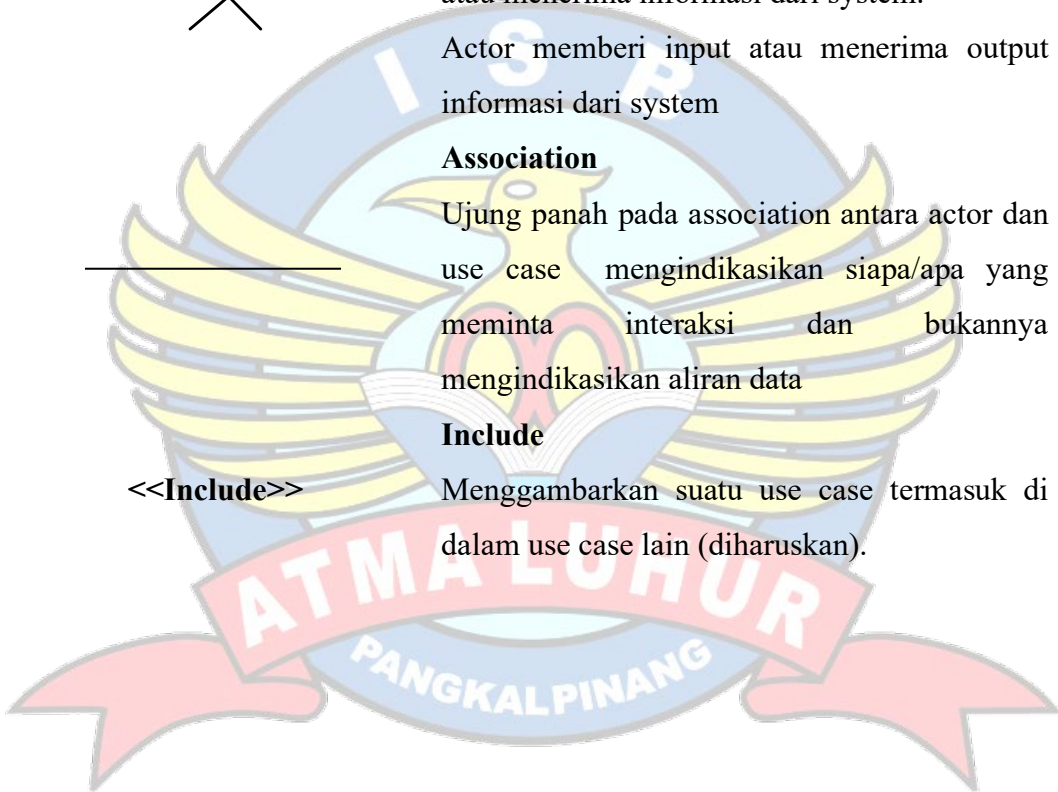 atau menerima informasi dari system.
Actor memberi input atau menerima output
informasi dari system
Association
Ujung panah pada association antara actor dan
use case mengindikasikan siapa/apa yang
meminta interaksi dan bukannya
mengindikasikan aliran data
Include
<<Include>> Menggambarkan suatu use case termasuk di
dalam use case lain (diharuskan).
I S B
ATMA LUHUR
PANGKALPINANG